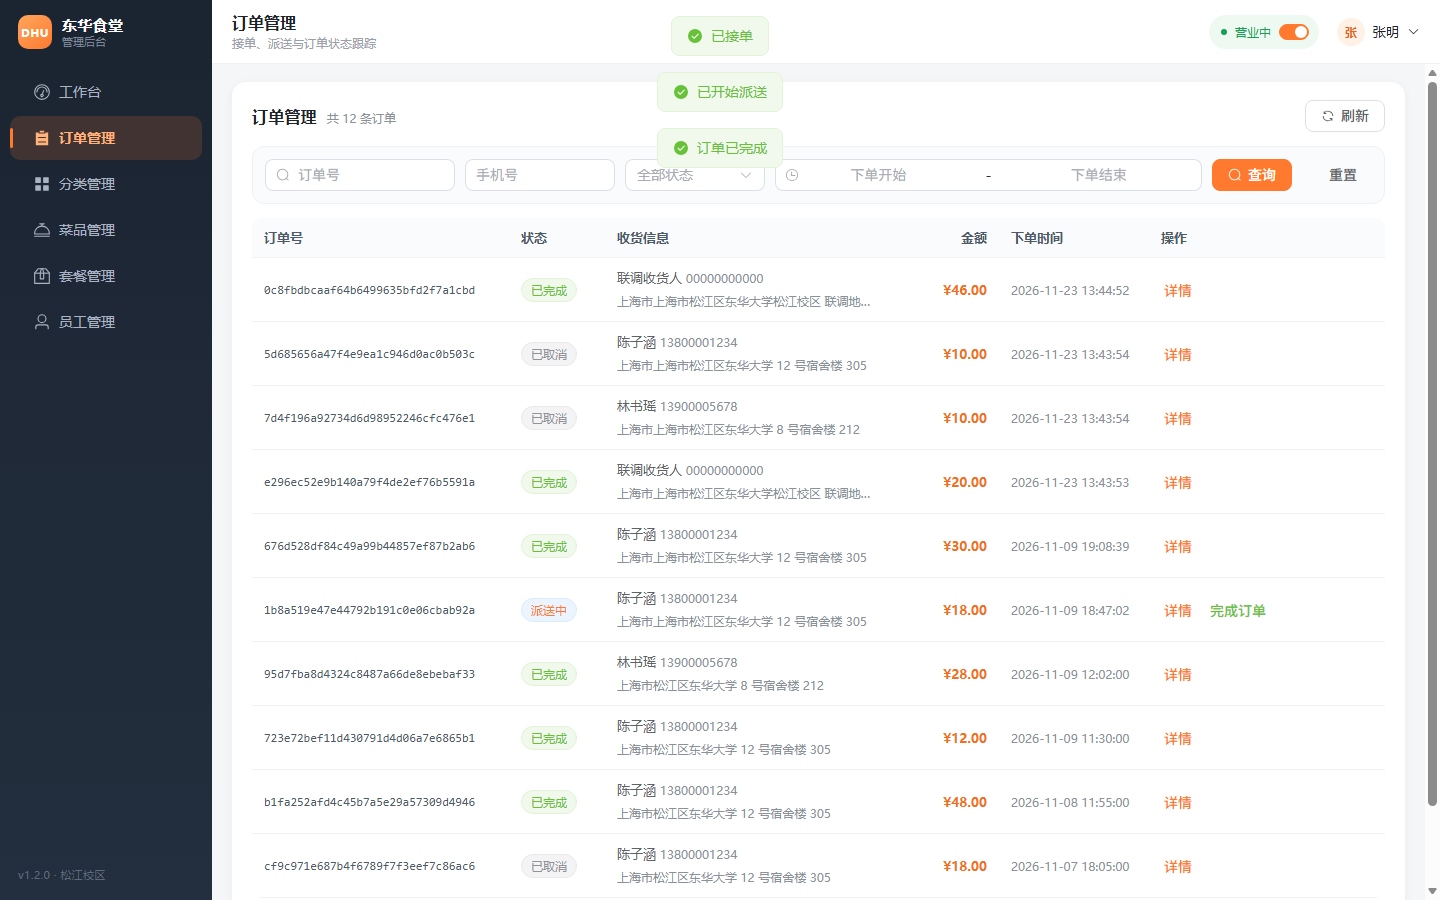 DHU
东华食堂
管理后台
工作台
订单管理
分类管理
菜品管理
套餐管理
员工管理
v1.2.0 · 松江校区
订单管理
接单、派送与订单状态跟踪
已接单
已开始派送
订单已完成
营业中
张
张明
订单管理 共 12 条订单
刷新
订单号 手机号 全部状态 下单开始 - 下单结束 查询 重置
订单号 状态 收货信息 金额 下单时间 操作
0c8fbdbcaaf64b6499635bfd2f7a1cbd 已完成 联调收货人 00000000000 ¥46.00 2026-11-23 13:44:52 详情
上海市上海市松江区东华大学松江校区 联调地...
5d685656a47f4e9ea1c946d0ac0b503c 已取消 陈子涵 13800001234 ¥10.00 2026-11-23 13:43:54 详情
上海市上海市松江区东华大学 12 号宿舍楼 305
7d4f196a92734d6d98952246cfc476e1 已取消 林书瑶 13900005678 ¥10.00 2026-11-23 13:43:54 详情
上海市上海市松江区东华大学 8 号宿舍楼 212
e296ec52e9b140a79f4de2ef76b5591a 已完成 联调收货人 00000000000 ¥20.00 2026-11-23 13:43:53 详情
上海市上海市松江区东华大学松江校区 联调地...
676d528df84c49a99b44857ef87b2ab6 已完成 陈子涵 13800001234 ¥30.00 2026-11-09 19:08:39 详情
上海市上海市松江区东华大学 12 号宿舍楼 305
1b8a519e47e44792b191c0e06cbab92a 派送中 陈子涵 13800001234 ¥18.00 2026-11-09 18:47:02 详情 完成订单
上海市上海市松江区东华大学 12 号宿舍楼 305
95d7fba8d4324c8487a66de8ebebaf33 已完成 林书瑶 13900005678 ¥28.00 2026-11-09 12:02:00 详情
上海市松江区东华大学 8 号宿舍楼 212
723e72bef11d430791d4d06a7e6865b1 已完成 陈子涵 13800001234 ¥12.00 2026-11-09 11:30:00 详情
上海市松江区东华大学 12 号宿舍楼 305
b1fa252afd4c45b7a5e29a57309d4946 已完成 陈子涵 13800001234 ¥48.00 2026-11-08 11:55:00 详情
上海市松江区东华大学 12 号宿舍楼 305
cf9c971e687b4f6789f7f3eef7c86ac6 已取消 陈子涵 13800001234 ¥18.00 2026-11-07 18:05:00 详情
上海市松江区东华大学 12 号宿舍楼 305